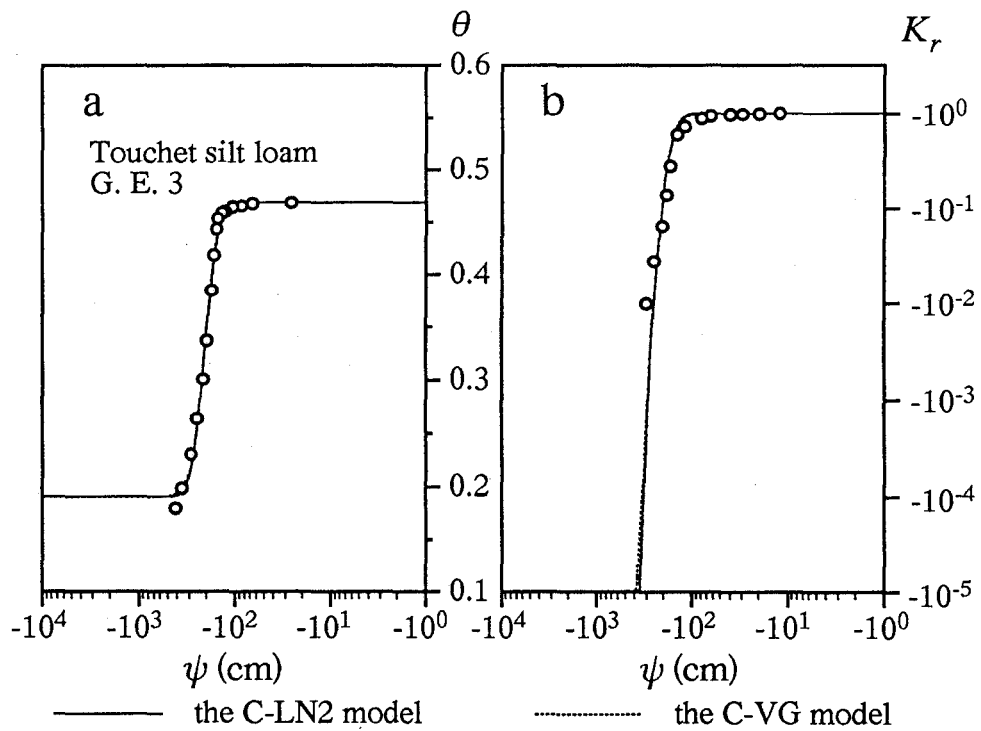 θ
K_r
a
b
Touchet silt loam
G. E. 3
0.6
0.5
0.4
0.3
0.2
0.1
-10^0
-10^-1
-10^-2
-10^-3
-10^-4
-10^-5
-10^4 -10^3 -10^2 -10^1 -10^0
-10^4 -10^3 -10^2 -10^1 -10^0
ψ (cm)
ψ (cm)
the C-LN2 model
the C-VG model